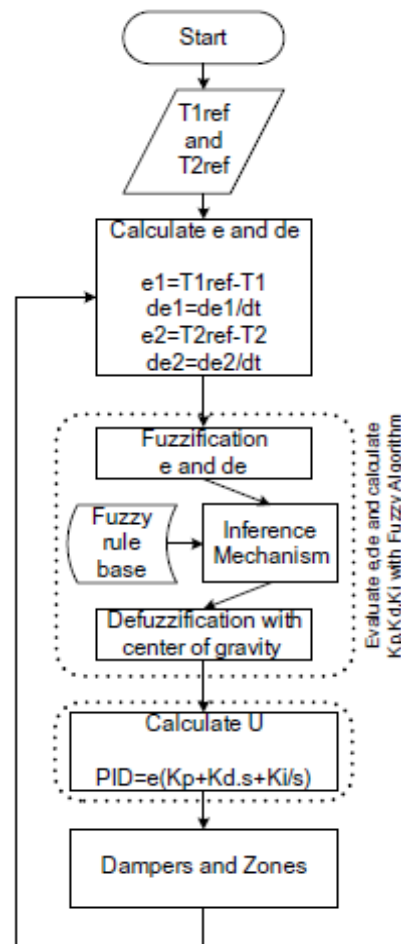 Start
T1ref
and
T2ref
Calculate e and de
e1=T1ref-T1
de1=de1/dt
e2=T2ref-T2
de2=de2/dt
Fuzzification
e and de
Fuzzy
rule
base
Inference
Mechanism
Defuzzification with
center of gravity
Evaluate e,de and calculate
Kp,Kd,Ki with Fuzzy Algorithm
Calculate U
PID=e(Kp+Kd.s+Ki/s)
Dampers and Zones